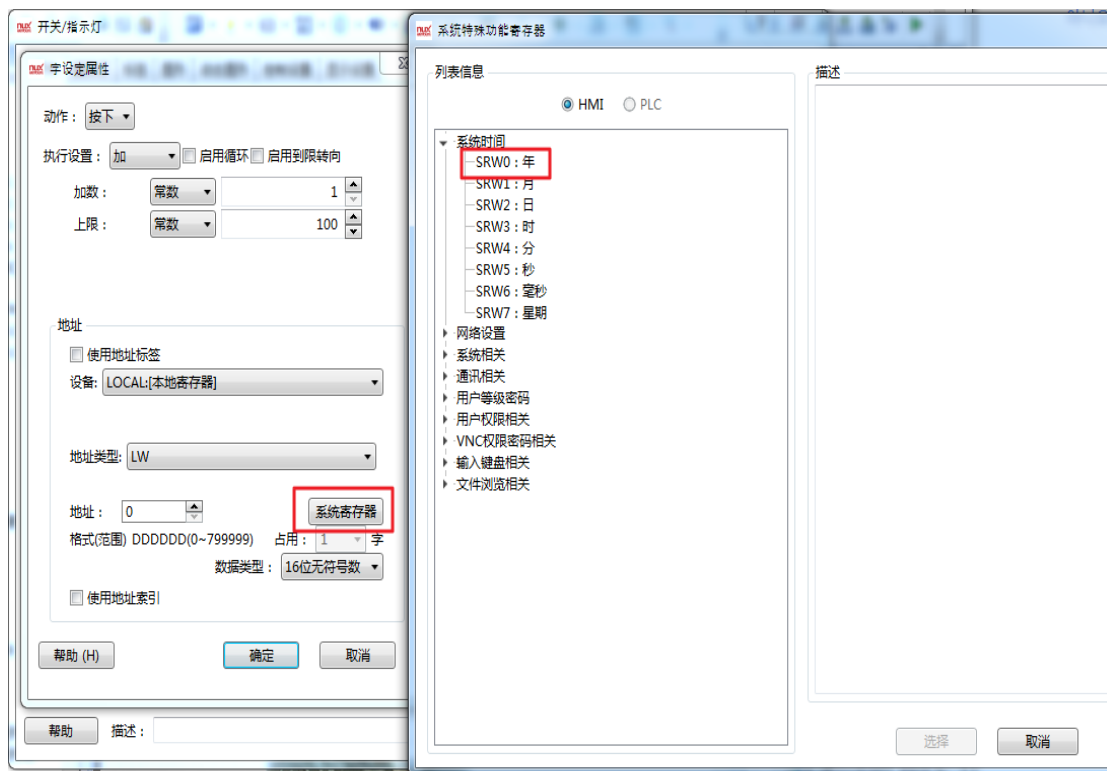 开关/指示灯
字设定属性
动作： 按下
执行设置： 加 启用循环 启用到限转向
加数： 常数 1
上限： 常数 100
地址
使用地址标签
设备: LOCAL:[本地寄存器]
地址类型: LW
地址： 0 系统寄存器
格式(范围) DDDDDD(0~799999) 占用： 1 字
数据类型： 16位无符号数
使用地址索引
帮助 (H) 确定 取消
帮助 描述：
系统特殊功能寄存器
列表信息
HMI PLC
系统时间
SRW0：年
SRW1：月
SRW2：日
SRW3：时
SRW4：分
SRW5：秒
SRW6：毫秒
SRW7：星期
网络设置
系统相关
通讯相关
用户等级密码
用户权限相关
VNC权限密码相关
输入键盘相关
文件浏览相关
描述
选择 取消